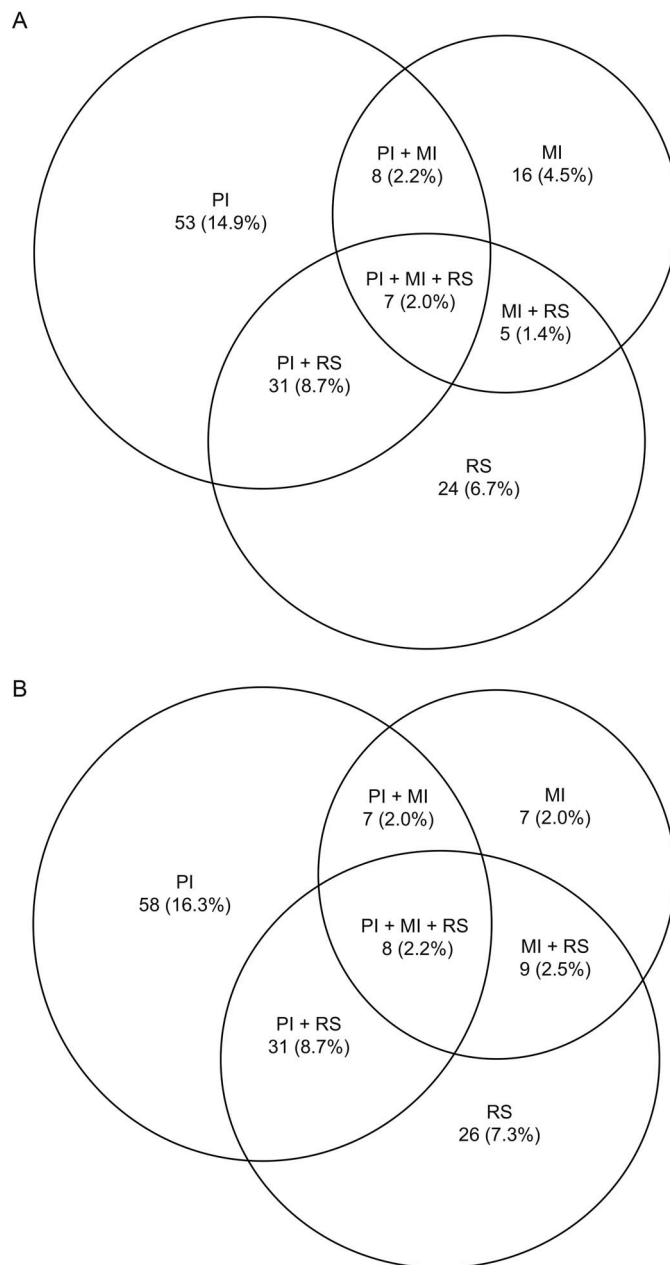 A
PI
53 (14.9%)
PI + MI
8 (2.2%)
MI
16 (4.5%)
PI + MI + RS
7 (2.0%)
MI + RS
5 (1.4%)
PI + RS
31 (8.7%)
RS
24 (6.7%)
B
PI
58 (16.3%)
PI + MI
7 (2.0%)
MI
7 (2.0%)
PI + MI + RS
8 (2.2%)
MI + RS
9 (2.5%)
PI + RS
31 (8.7%)
RS
26 (7.3%)